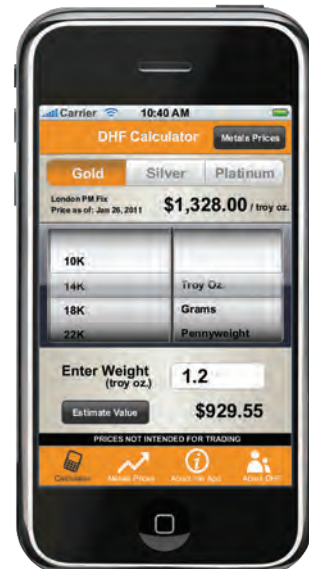 Carrier 10:40 AM
DHF Calculator Metals Prices
Gold Silver Platinum
London PM Fix
Price as of: Jan 26, 2011 $1,328.00 / troy oz.
10K
14K Troy Oz.
18K Grams
22K Pennyweight
Enter Weight 1.2
(troy oz.)
Estimate Value $929.55
PRICES NOT INTENDED FOR TRADING
Calculator Metals Prices About This App About DHF